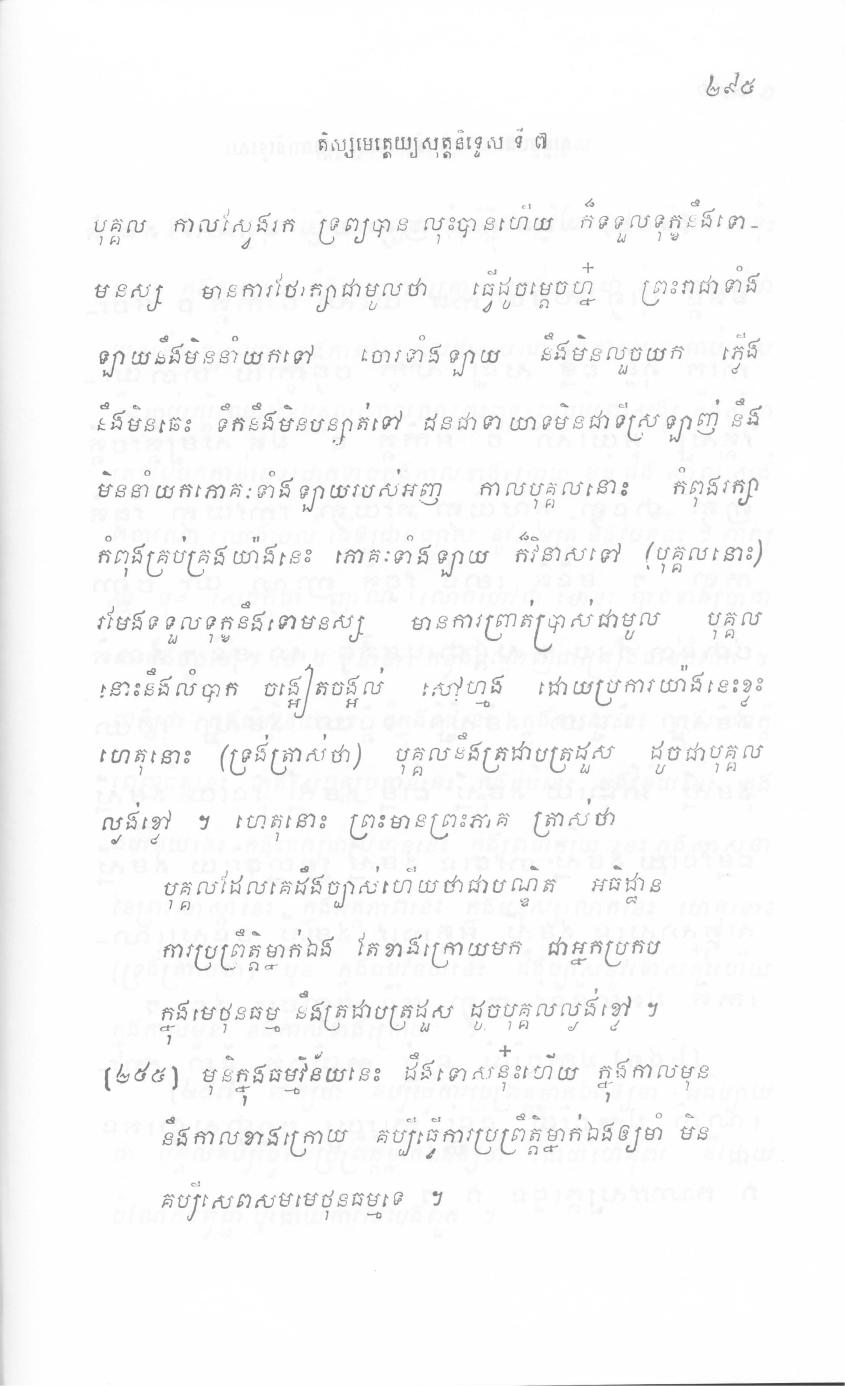 ២៩៥
តិស្សមេត្តេយ្យសុត្តនិទ្ទេស ទី ៧
បុគ្គល កាលស្វែងរក ទ្រព្យបាន លុះបានហើយ ក៏ទទួលទុក្ខនឹងទោ-
មនស្ស មានការថែរក្សាជាមូលថា ធ្វើដូចម្តេចហ្ន៎ ព្រះរាជាទាំង
ឡាយនឹងមិននាំយកទៅ ចោរទាំងឡាយ នឹងមិនលួចយក ភ្លើង
នឹងមិនឆេះ ទឹកនឹងមិនបន្សាត់ទៅ ជនជាទាយាទមិនជាទីស្រឡាញ់ នឹង
មិននាំយកភោគៈទាំងឡាយរបស់អញ កាលបុគ្គលនោះ កំពុងរក្សា
កំពុងគ្រប់គ្រងយ៉ាងនេះ ភោគៈទាំងឡាយ ក៏វិនាសទៅ (បុគ្គលនោះ)
រមែងទទួលទុក្ខនឹងទោមនស្ស មានការព្រាត់ប្រាស់ជាមូល បុគ្គល
នោះនឹងលំបាក ចង្អៀតចង្អល់ សៅហ្មង ដោយប្រការយ៉ាងនេះខ្លះ
ហេតុនោះ (ទ្រង់ត្រាស់ថា) បុគ្គលនឹងត្រដាបត្រដួស ដូចជាបុគ្គល
ល្ងង់ខ្លៅ ។ ហេតុនោះ ព្រះមានព្រះភាគ ត្រាស់ថា
បុគ្គលដែលគេដឹងច្បាស់ហើយថាជាបណ្ឌិត អធិដ្ឋាន
ការប្រព្រឹត្តិម្នាក់ឯង តែខាងក្រោយមក ជាអ្នកប្រកប
ក្នុងមេថុនធម្ម នឹងត្រដាបត្រដួស ដូចបុគ្គលល្ងង់ខ្លៅ ។
(២៥៥) មុនិក្នុងធម្មវិន័យនេះ ដឹងទោសនុ៎ះហើយ ក្នុងកាលមុន
នឹងកាលខាងក្រោយ គប្បីធ្វើការប្រព្រឹត្តិម្នាក់ឯងឲ្យមាំ មិន
គប្បីសេពសមមេថុនធម្មទេ ។